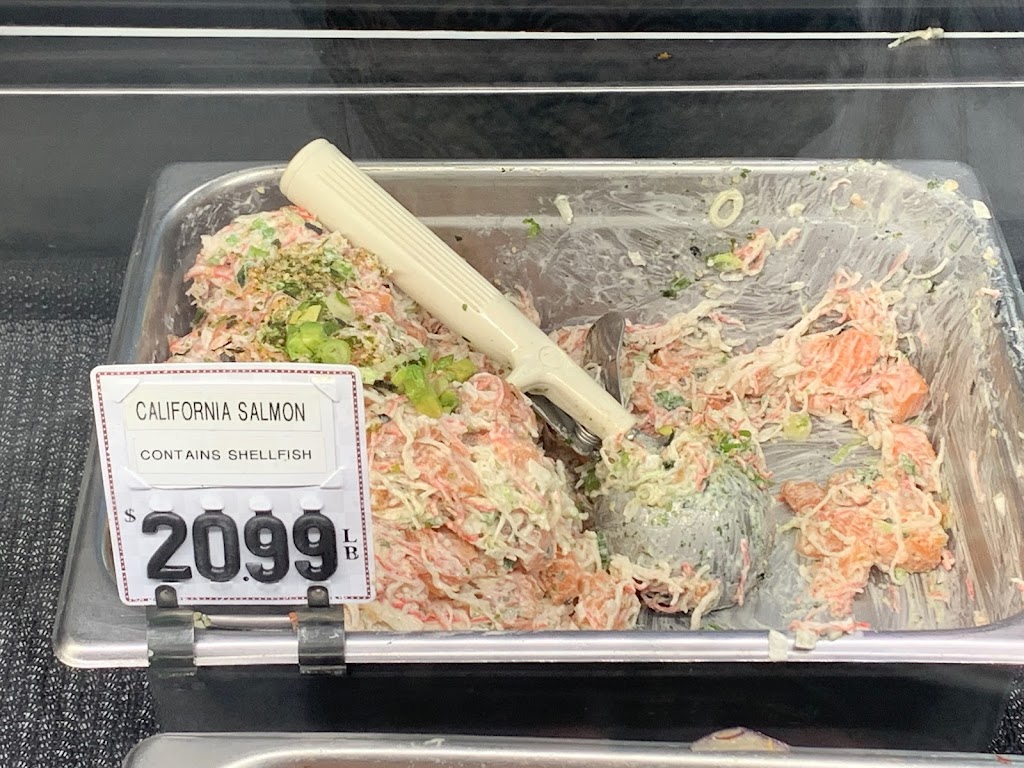 CALIFORNIA SALMON
CONTAINS SHELLFISH
$20.99 LB